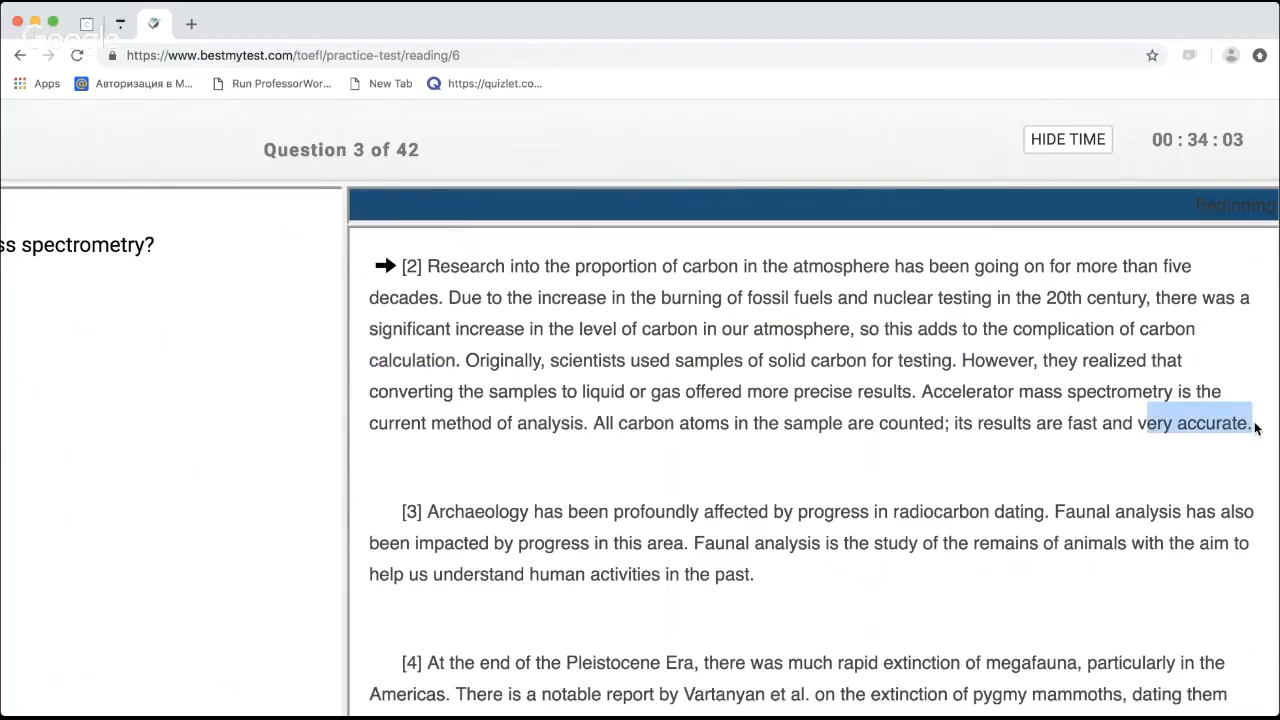 Google
https://www.bestmytest.com/toefl/practice-test/reading/6
Apps Авторизация в М... Run ProfessorWor... New Tab https://quizlet.co...
Question 3 of 42
HIDE TIME
00 : 34 : 03
Beginning
ss spectrometry?
[2] Research into the proportion of carbon in the atmosphere has been going on for more than five
decades. Due to the increase in the burning of fossil fuels and nuclear testing in the 20th century, there was a
significant increase in the level of carbon in our atmosphere, so this adds to the complication of carbon
calculation. Originally, scientists used samples of solid carbon for testing. However, they realized that
converting the samples to liquid or gas offered more precise results. Accelerator mass spectrometry is the
current method of analysis. All carbon atoms in the sample are counted; its results are fast and very accurate.
[3] Archaeology has been profoundly affected by progress in radiocarbon dating. Faunal analysis has also
been impacted by progress in this area. Faunal analysis is the study of the remains of animals with the aim to
help us understand human activities in the past.
[4] At the end of the Pleistocene Era, there was much rapid extinction of megafauna, particularly in the
Americas. There is a notable report by Vartanyan et al. on the extinction of pygmy mammoths, dating them